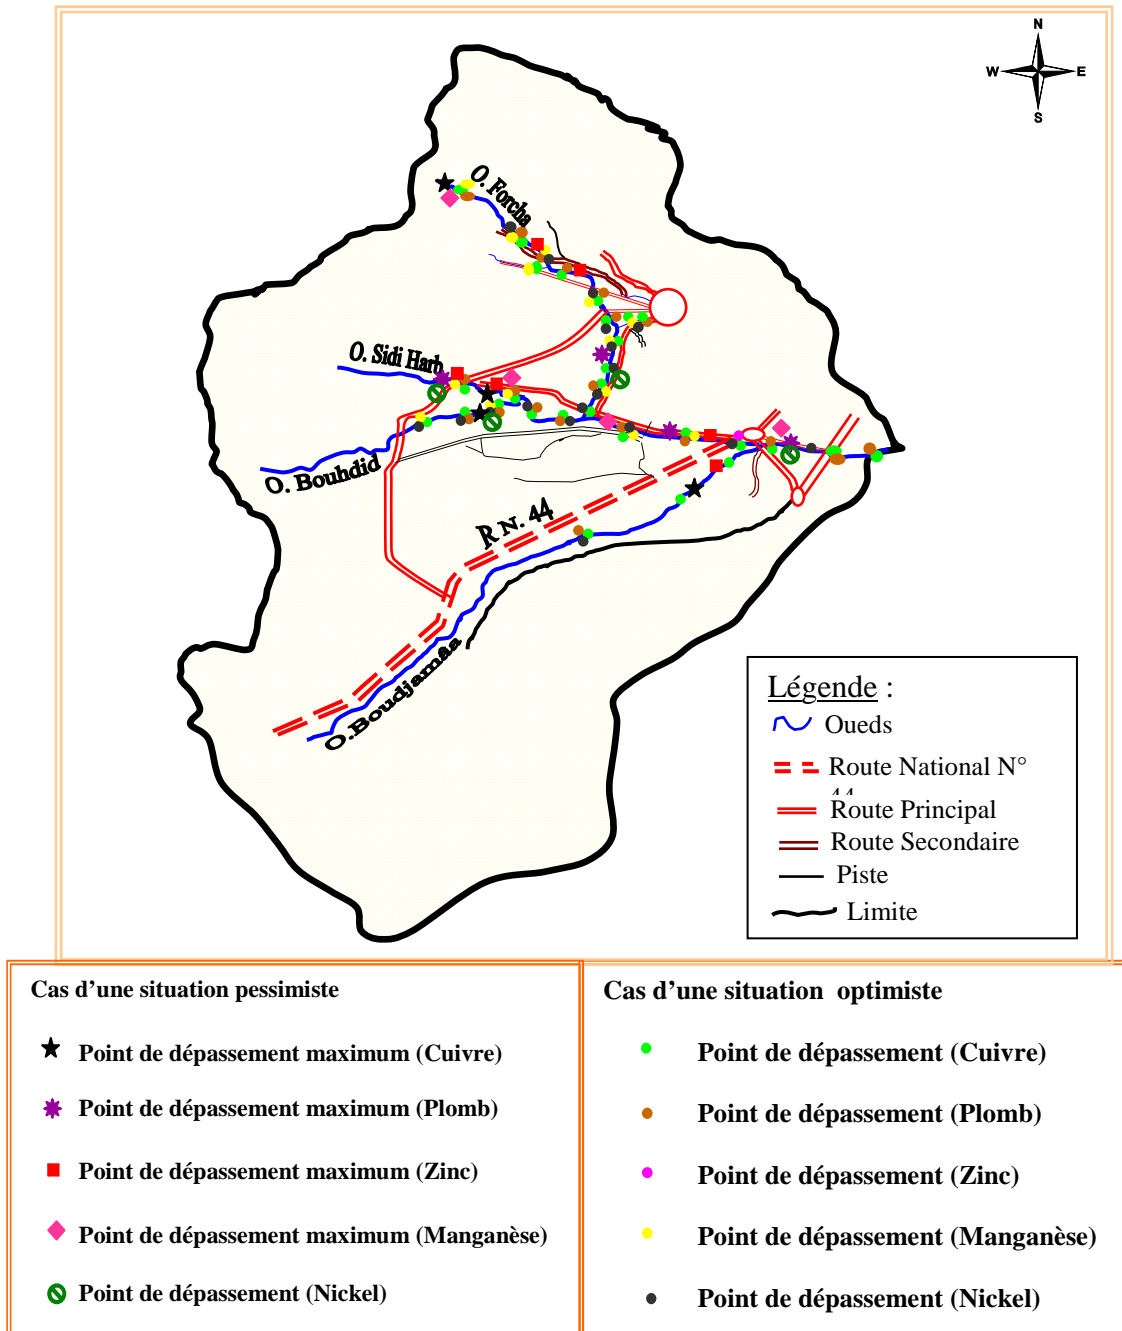 N
W E
S
O. Forcha
O. Sidi Harb
O. Bouhdid
R N. 44
O.Boudjamâa
Légende :
Oueds
Route National N°
Route Principal
Route Secondaire
Piste
Limite
Cas d'une situation pessimiste
Point de dépassement maximum (Cuivre)
Point de dépassement maximum (Plomb)
Point de dépassement maximum (Zinc)
Point de dépassement maximum (Manganèse)
Point de dépassement (Nickel)
Cas d'une situation optimiste
Point de dépassement (Cuivre)
Point de dépassement (Plomb)
Point de dépassement (Zinc)
Point de dépassement (Manganèse)
Point de dépassement (Nickel)